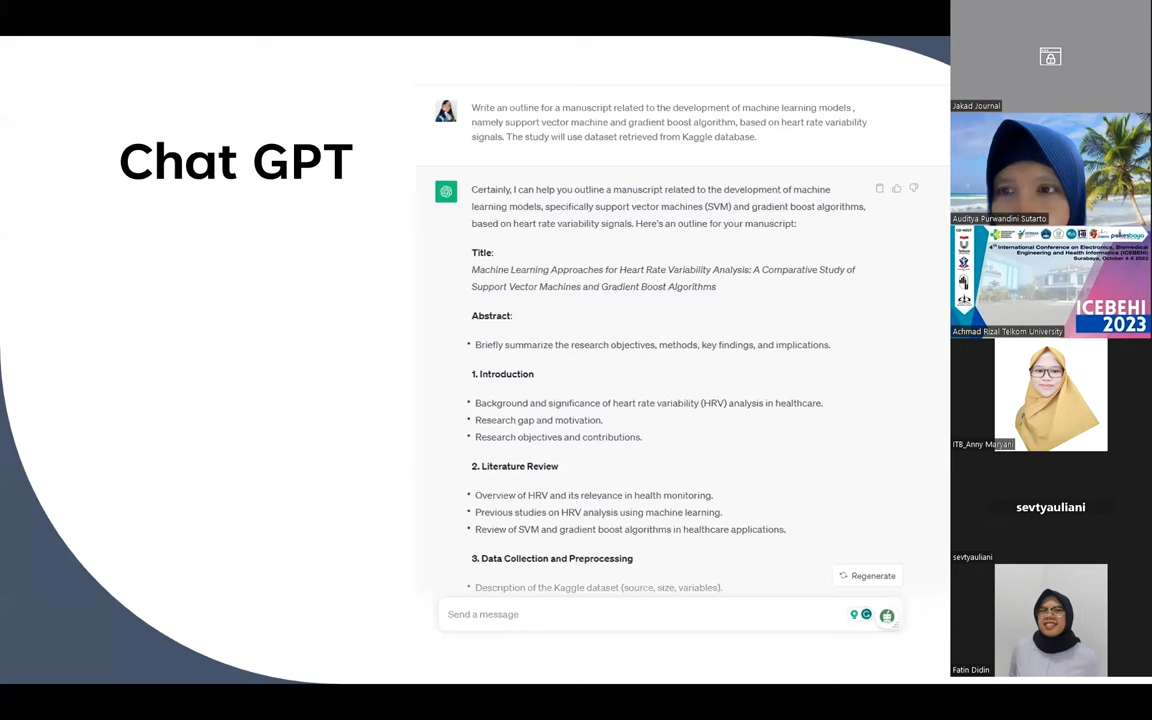 Chat GPT
Write an outline for a manuscript related to the development of machine learning models ,
namely support vector machine and gradient boost algorithm, based on heart rate variability
signals. The study will use dataset retrieved from Kaggle database.
Certainly, I can help you outline a manuscript related to the development of machine
learning models, specifically support vector machines (SVM) and gradient boost algorithms,
based on heart rate variability signals. Here's an outline for your manuscript:
Title:
Machine Learning Approaches for Heart Rate Variability Analysis: A Comparative Study of
Support Vector Machines and Gradient Boost Algorithms
Abstract:
• Briefly summarize the research objectives, methods, key findings, and implications.
1. Introduction
• Background and significance of heart rate variability (HRV) analysis in healthcare.
• Research gap and motivation.
• Research objectives and contributions.
2. Literature Review
• Overview of HRV and its relevance in health monitoring.
• Previous studies on HRV analysis using machine learning.
• Review of SVM and gradient boost algorithms in healthcare applications.
3. Data Collection and Preprocessing
• Description of the Kaggle dataset (source, size, variables).
Regenerate
Send a message
Jakad Journal
Auditya Purwandini Sutarto
CO-HOST
4th International Conference on Electronics, Biomedical
Engineering and Health Informatics (ICEBEHI)
Surabaya, October 4-5 2023
ICEBEHI
2023
Achmad Rizal Telkom University
ITB_Anny Maryani
sevtyauliani
sevtyauliani
Fatin Didin